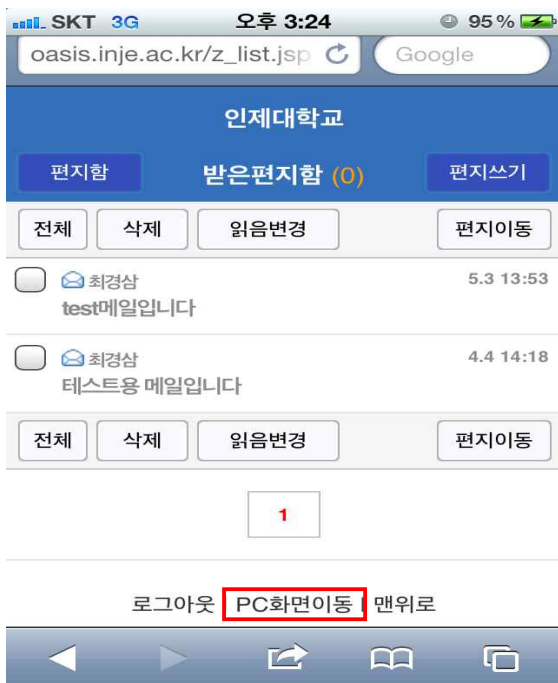 SKT 3G 오후 3:24 95%
oasis.inje.ac.kr/z_list.jsp Google
인제대학교
편지함 받은편지함 (0) 편지쓰기
전체 삭제 읽음변경 편지이동
최경삼 5.3 13:53
test메일입니다
최경삼 4.4 14:18
테스트용 메일입니다
전체 삭제 읽음변경 편지이동
1
로그아웃 PC화면이동 | 맨위로